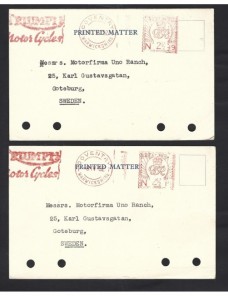 TRIUMPH
Motor Cycles
PRINTED MATTER
Messrs. Motorfirma Uno Ranch,
25, Karl Gustavsgatan,
Goteburg,
SWEDEN.
TRIUMPH
Motor Cycles
PRINTED MATTER
Messrs. Motorfirma Uno Ranch,
25, Karl Gustavsgatan,
Goteburg,
SWEDEN.